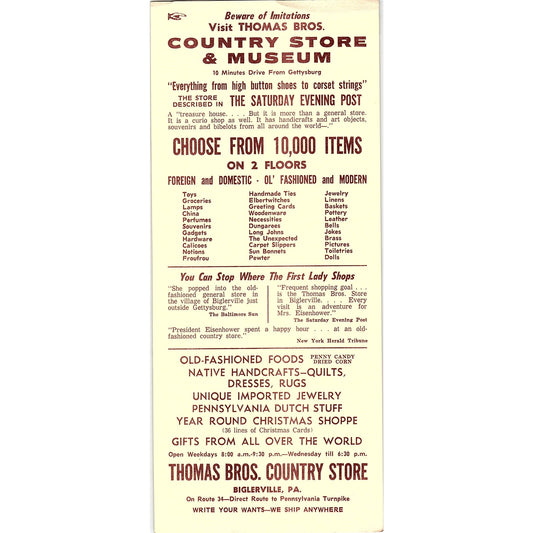 Beware of Imitations
Visit THOMAS BROS.
COUNTRY STORE
& MUSEUM
10 Minutes Drive From Gettysburg
"Everything from high button shoes to corset strings"
THE STORE
DESCRIBED IN THE SATURDAY EVENING POST
A "treasure house. . . . But it is more than a general store.
It is a curio shop as well. It has handicrafts and art objects,
souvenirs and bibelots from all around the world—."
CHOOSE FROM 10,000 ITEMS
ON 2 FLOORS
FOREIGN and DOMESTIC - OL' FASHIONED and MODERN
Toys
Groceries
Lamps
China
Perfumes
Souvenirs
Gadgets
Hardware
Calicoes
Notions
Froufrou
Handmade Ties
Elbertwitches
Greeting Cards
Woodenware
Necessities
Dungarees
Long Johns
The Unexpected
Carpet Slippers
Sun Bonnets
Pewter
Jewelry
Linens
Baskets
Pottery
Leather
Bells
Jokes
Brass
Pictures
Toiletries
Dolls
You Can Stop Where The First Lady Shops
"She popped into the old-
fashioned general store in
the village of Biglerville just
outside Gettysburg."
The Baltimore Sun
"Frequent shopping goal . . .
is the Thomas Bros. Store
in Biglerville. . . . Every
visit is an adventure for
Mrs. Eisenhower."
The Saturday Evening Post
"President Eisenhower spent a happy hour . . . at an old-
fashioned country store."
New York Herald Tribune
OLD-FASHIONED FOODS PENNY CANDY
DRIED CORN
NATIVE HANDCRAFTS—QUILTS,
DRESSES, RUGS
UNIQUE IMPORTED JEWELRY
PENNSYLVANIA DUTCH STUFF
YEAR ROUND CHRISTMAS SHOPPE
(36 lines of Christmas Cards)
GIFTS FROM ALL OVER THE WORLD
Open Weekdays 8:00 a.m.-9:30 p.m.—Wednesday till 6:30 p.m.
THOMAS BROS. COUNTRY STORE
BIGLERVILLE, PA.
On Route 34—Direct Route to Pennsylvania Turnpike
WRITE YOUR WANTS—WE SHIP ANYWHERE